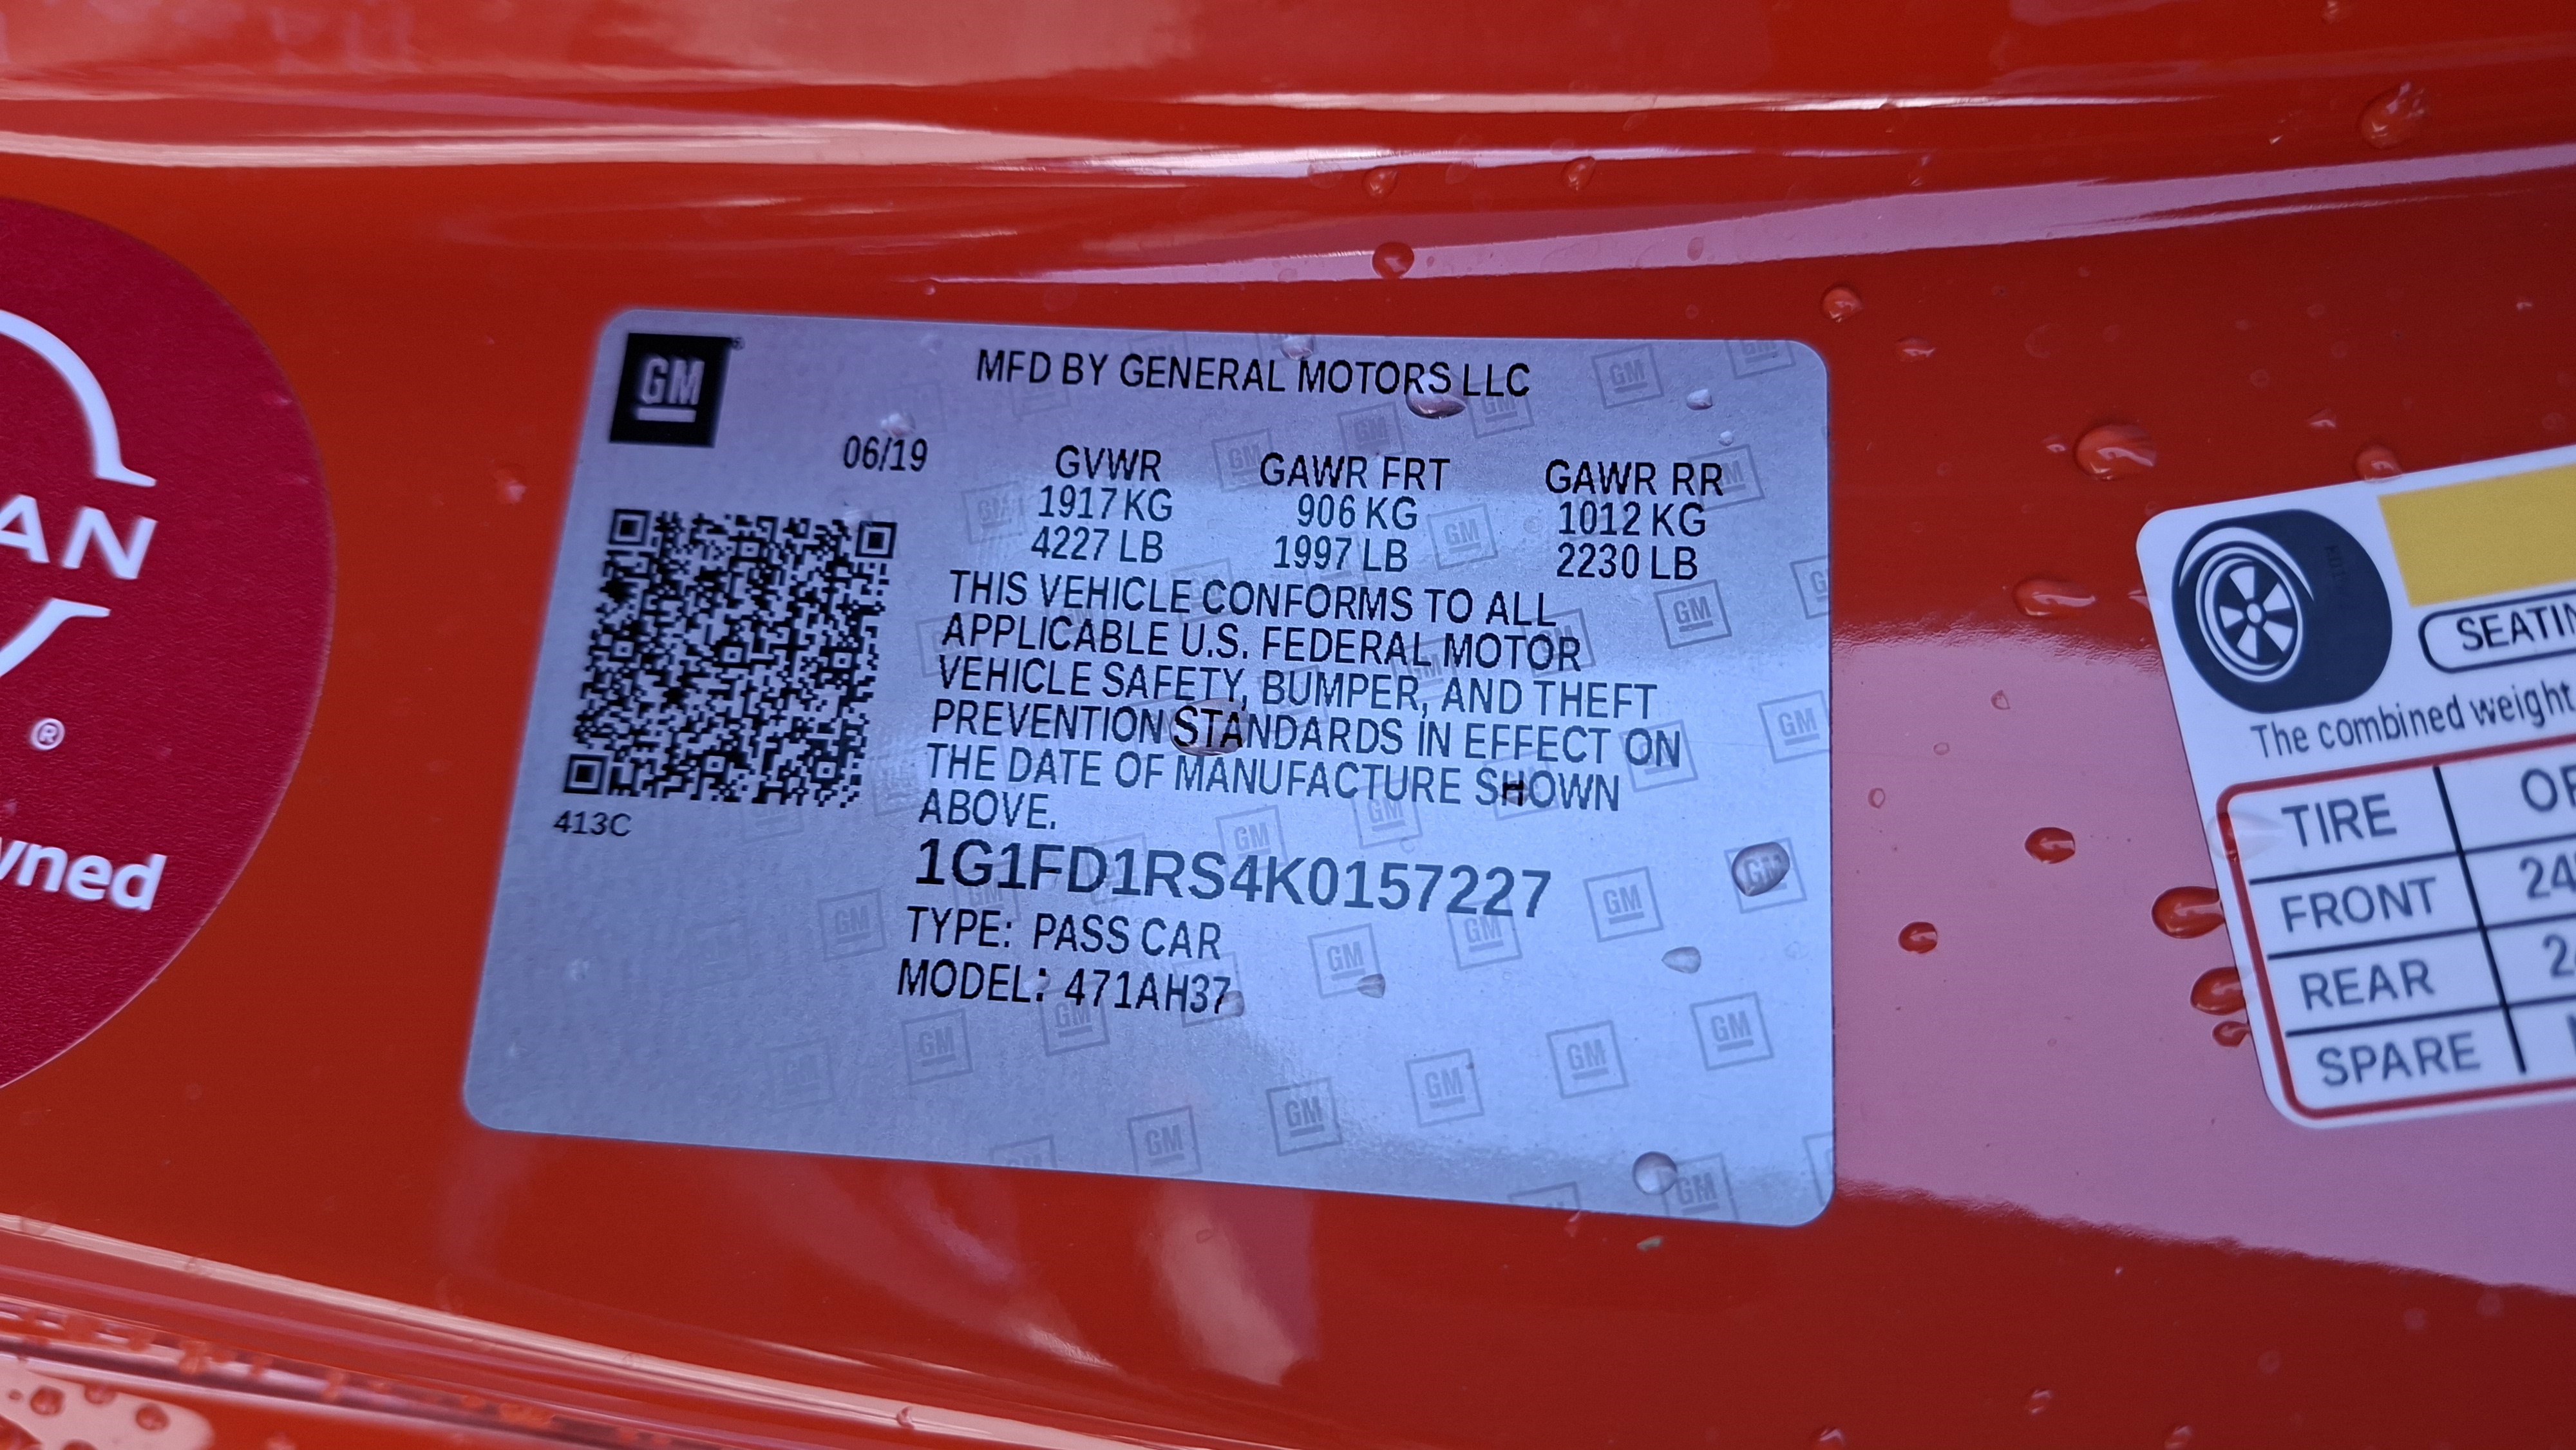 GM
MFD BY GENERAL MOTORS LLC
06/19 GVWR GAWR FRT GAWR RR
1917 KG 906 KG 1012 KG
4227 LB 1997 LB 2230 LB
THIS VEHICLE CONFORMS TO ALL
APPLICABLE U.S. FEDERAL MOTOR
VEHICLE SAFETY, BUMPER, AND THEFT
PREVENTION STANDARDS IN EFFECT ON
THE DATE OF MANUFACTURE SHOWN
ABOVE.
413C
1G1FD1RS4K0157227
TYPE: PASS CAR
MODEL: 471AH37
AN
®
wned
SEATIN
The combined weight
TIRE
FRONT 24
REAR 2
SPARE